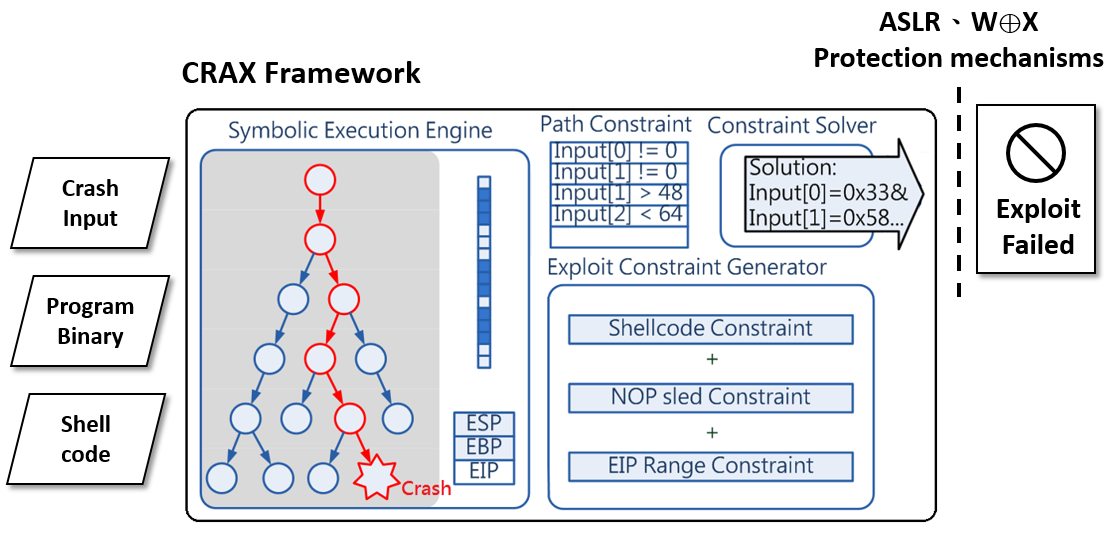 ASLR、W⊕X
Protection mechanisms
CRAX Framework
Crash
Input
Program
Binary
Shell
code
Symbolic Execution Engine
Crash
ESP
EBP
EIP
Path Constraint
Input[0] != 0
Input[1] != 0
Input[1] > 48
Input[2] < 64
Constraint Solver
Solution:
Input[0]=0x33&
Input[1]=0x58...
Exploit Constraint Generator
Shellcode Constraint
+
NOP sled Constraint
+
EIP Range Constraint
Exploit
Failed